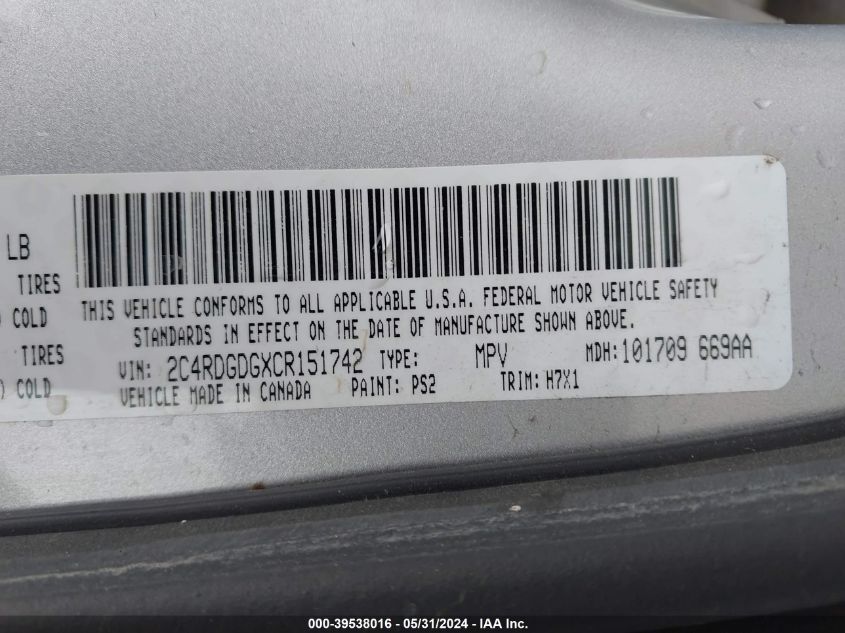 LB
TIRES
COLD
THIS VEHICLE CONFORMS TO ALL APPLICABLE U.S.A. FEDERAL MOTOR VEHICLE SAFETY
STANDARDS IN EFFECT ON THE DATE OF MANUFACTURE SHOWN ABOVE.
TIRES
VIN: 2C4RDGDGXCR151742 TYPE: MPV MDH:101709 669AA
) COLD
VEHICLE MADE IN CANADA PAINT: PS2 TRIM: H7X1
000-39538016 - 05/31/2024 - IAA Inc.